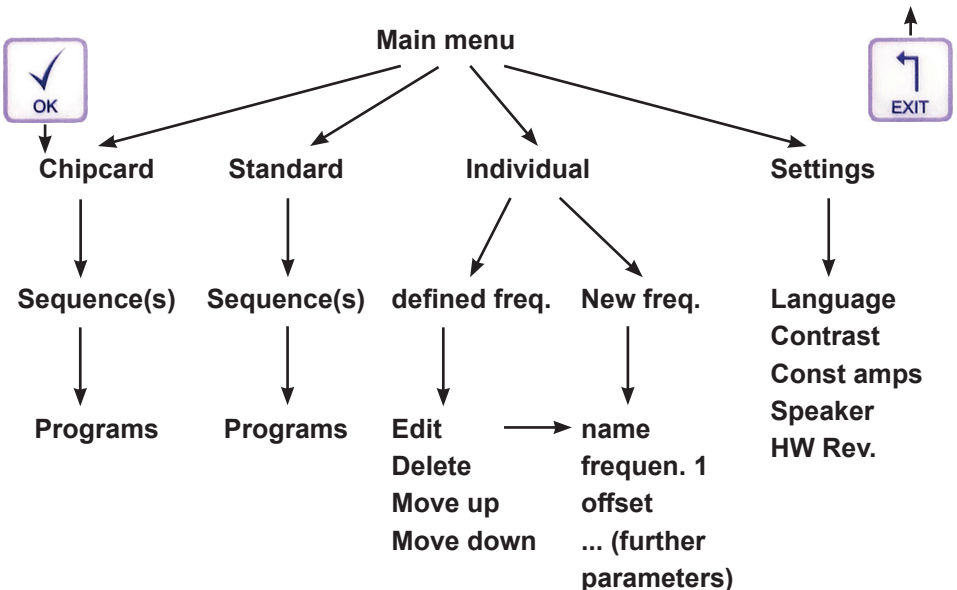 Main menu
OK
EXIT
Chipcard
Standard
Individual
Settings
Sequence(s)
Sequence(s)
defined freq.
New freq.
Language
Contrast
Const amps
Speaker
HW Rev.
Programs
Programs
Edit
Delete
Move up
Move down
name
frequen. 1
offset
... (further
parameters)